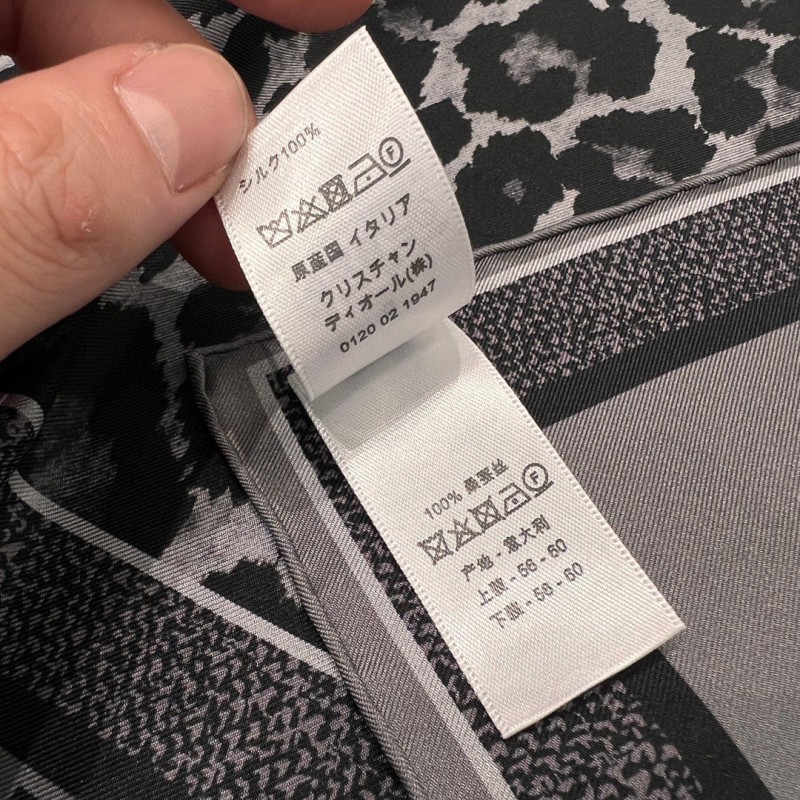 シルク100%
F
原産国 イタリア
クリスチャン
ディオール(株)
0120 02 1947
100% 桑蚕丝
F
产地 - 意大利
上腹 - 56 - 60
下腹 - 56 - 60